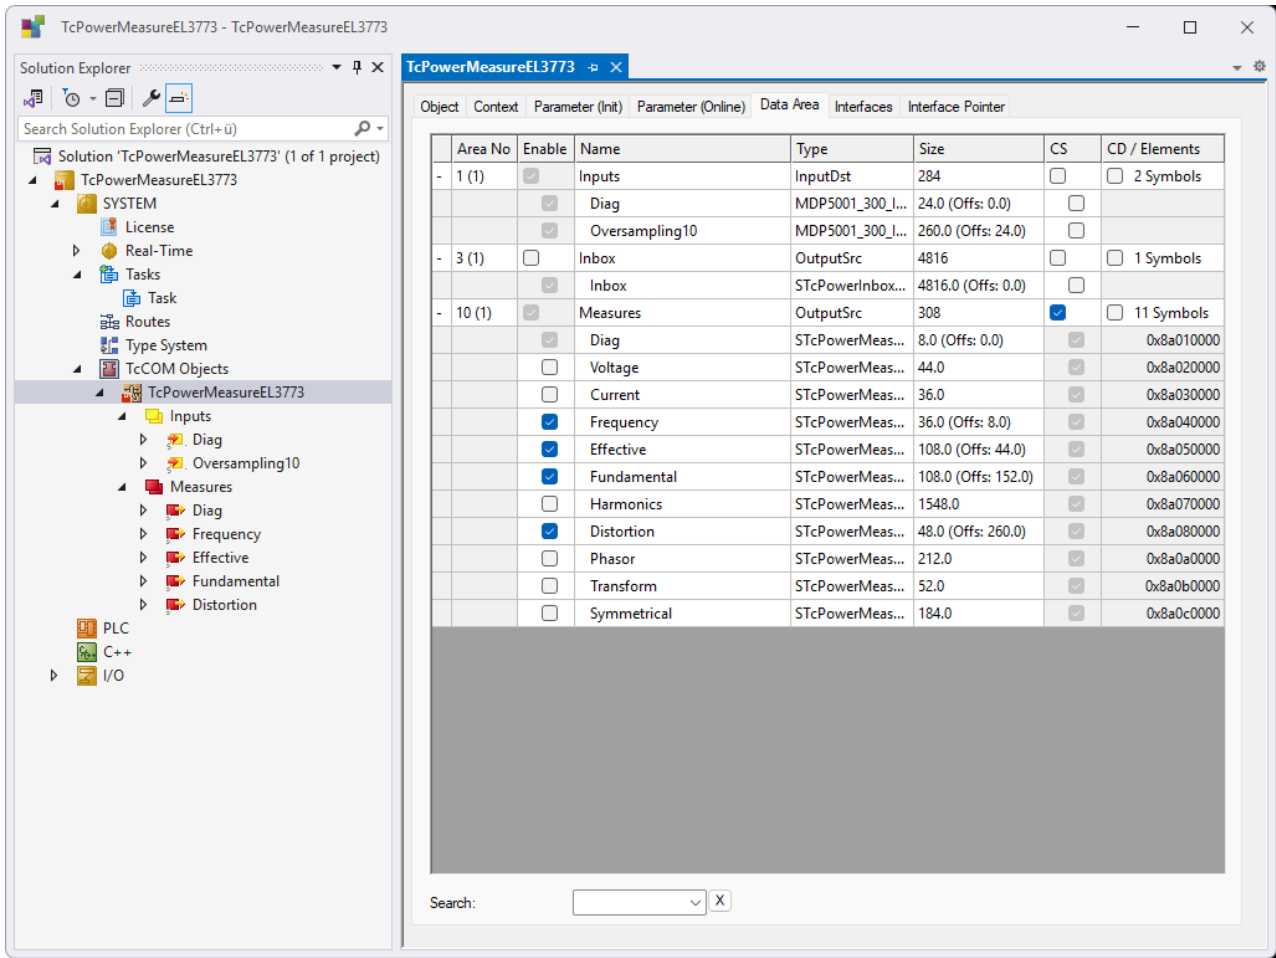 TcPowerMeasureEL3773 - TcPowerMeasureEL3773
Solution Explorer
Search Solution Explorer (Ctrl+ü)
Solution 'TcPowerMeasureEL3773' (1 of 1 project)
TcPowerMeasureEL3773
SYSTEM
License
Real-Time
Tasks
Task
Routes
Type System
TcCOM Objects
TcPowerMeasureEL3773
Inputs
Diag
Oversampling10
Measures
Diag
Frequency
Effective
Fundamental
Distortion
PLC
C++
I/O
TcPowerMeasureEL3773
Object Context Parameter (Init) Parameter (Online) Data Area Interfaces Interface Pointer
Area No Enable Name Type Size CS CD / Elements
- 1 (1) Inputs InputDst 284 2 Symbols
Diag MDP5001_300_I... 24.0 (Offs: 0.0)
Oversampling10 MDP5001_300_I... 260.0 (Offs: 24.0)
- 3 (1) Inbox OutputSrc 4816 1 Symbols
Inbox STcPowerInbox... 4816.0 (Offs: 0.0)
- 10 (1) Measures OutputSrc 308 11 Symbols
Diag STcPowerMeas... 8.0 (Offs: 0.0) 0x8a010000
Voltage STcPowerMeas... 44.0 0x8a020000
Current STcPowerMeas... 36.0 0x8a030000
Frequency STcPowerMeas... 36.0 (Offs: 8.0) 0x8a040000
Effective STcPowerMeas... 108.0 (Offs: 44.0) 0x8a050000
Fundamental STcPowerMeas... 108.0 (Offs: 152.0) 0x8a060000
Harmonics STcPowerMeas... 1548.0 0x8a070000
Distortion STcPowerMeas... 48.0 (Offs: 260.0) 0x8a080000
Phasor STcPowerMeas... 212.0 0x8a0a0000
Transform STcPowerMeas... 52.0 0x8a0b0000
Symmetrical STcPowerMeas... 184.0 0x8a0c0000
Search: X